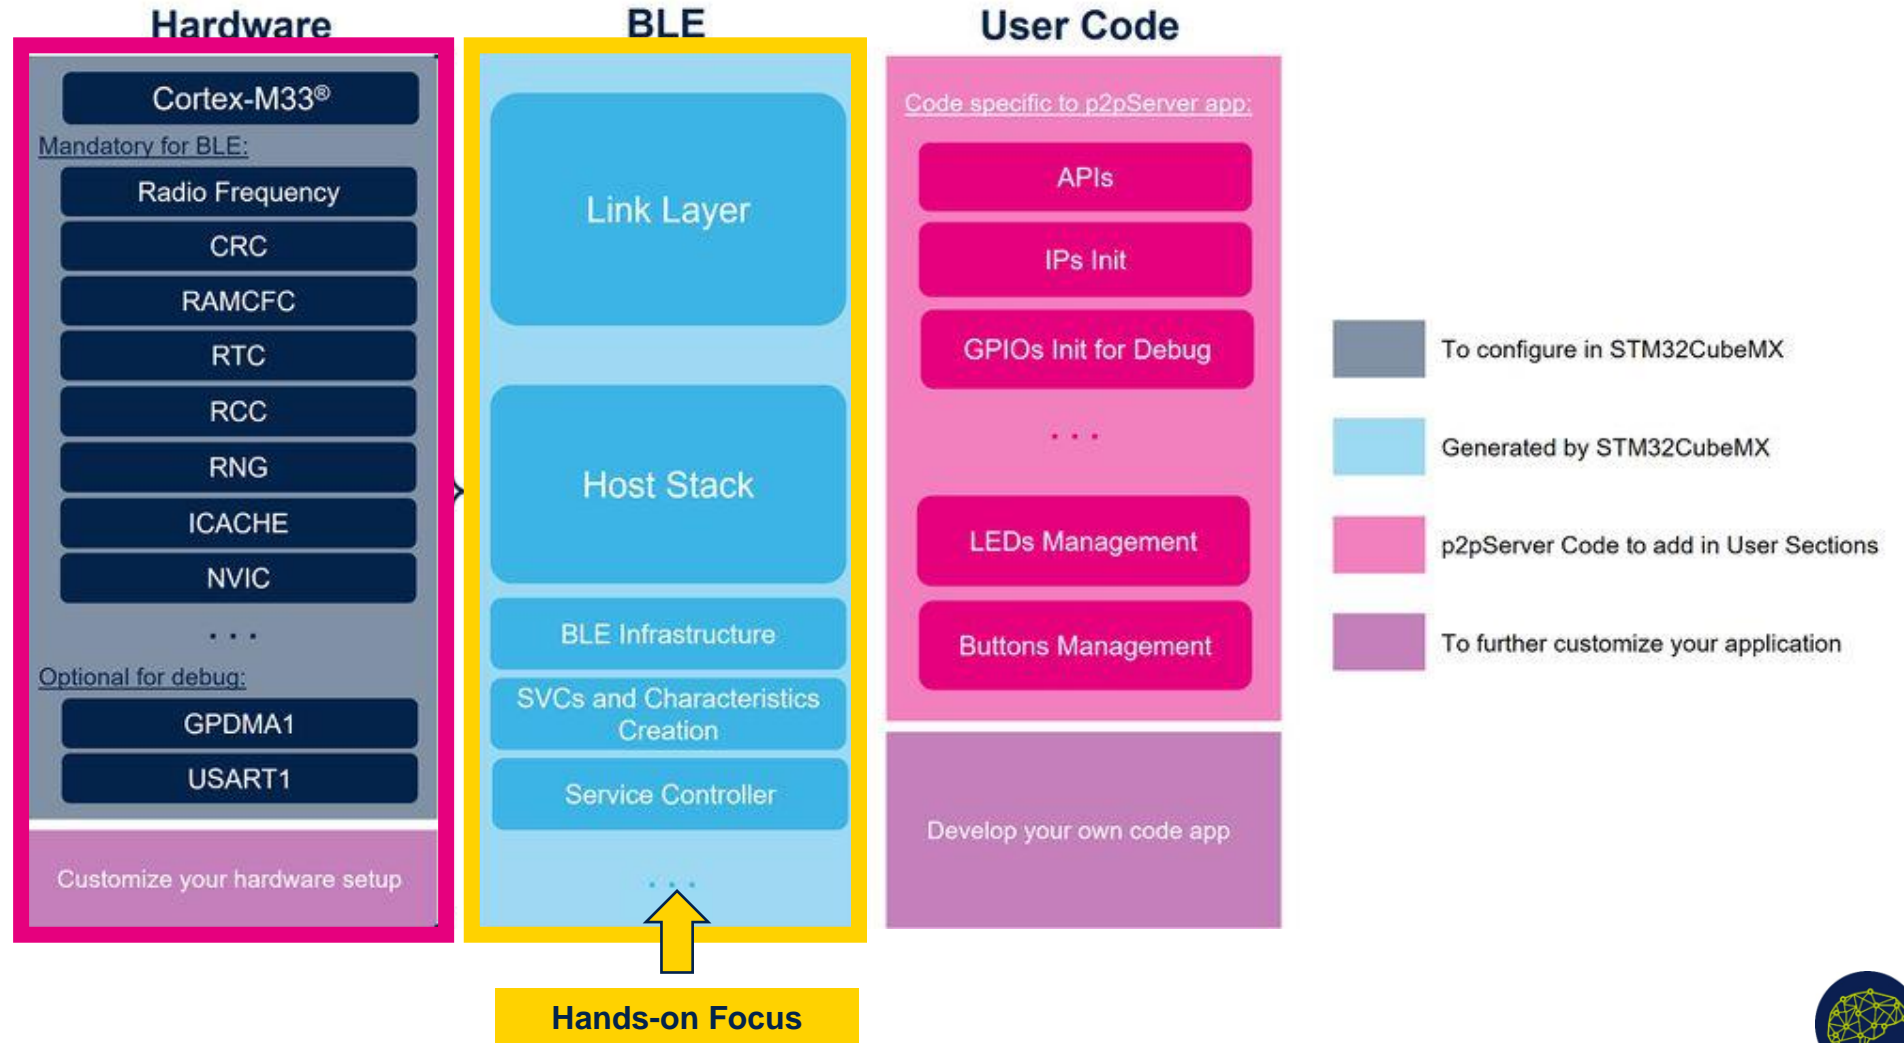 Hardware
Cortex-M33®
Mandatory for BLE:
Radio Frequency
CRC
RAMCFC
RTC
RCC
RNG
ICACHE
NVIC
...
Optional for debug:
GPDMA1
USART1
Customize your hardware setup
BLE
Link Layer
Host Stack
BLE Infrastructure
SVCs and Characteristics
Creation
Service Controller
...
Hands-on Focus
User Code
Code specific to p2pServer app:
APIs
IPs Init
GPIOs Init for Debug
...
LEDs Management
Buttons Management
Develop your own code app
To configure in STM32CubeMX
Generated by STM32CubeMX
p2pServer Code to add in User Sections
To further customize your application